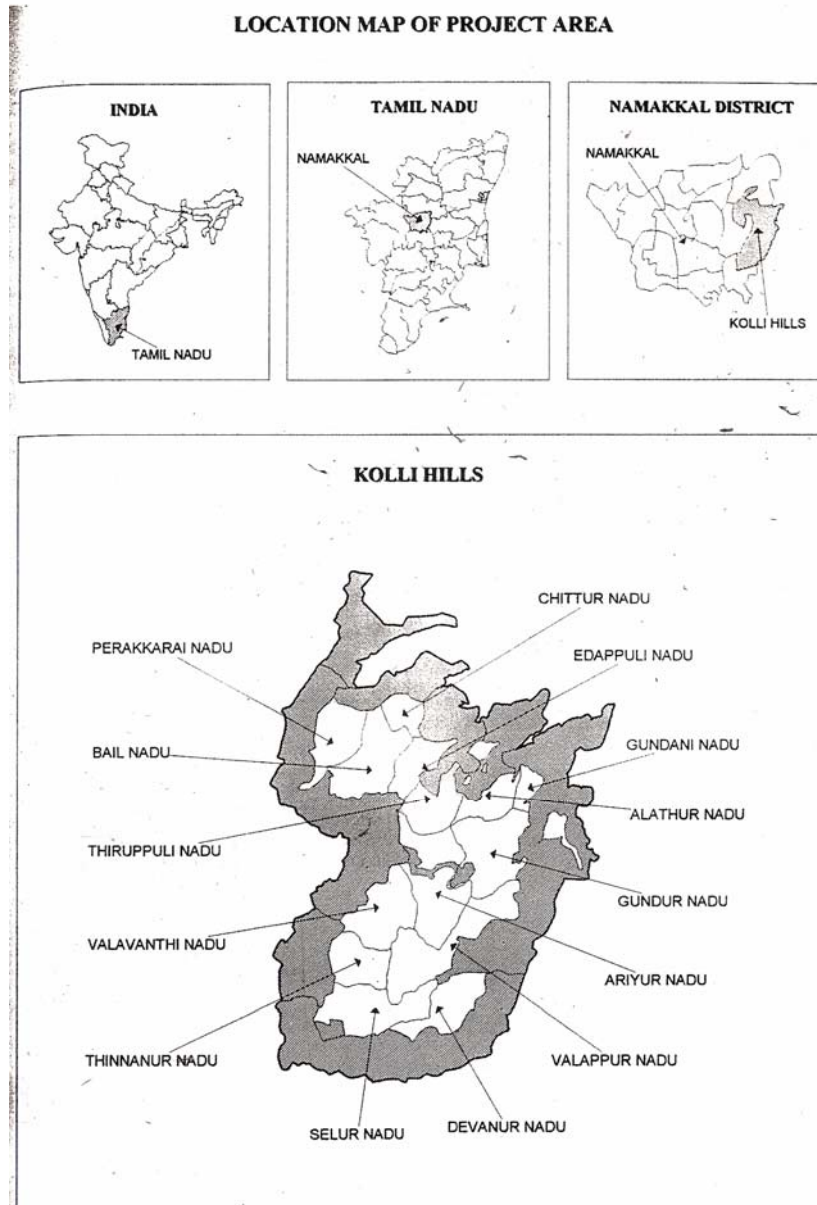 LOCATION MAP OF PROJECT AREA
INDIA
TAMIL NADU
TAMIL NADU
NAMAKKAL
NAMAKKAL DISTRICT
NAMAKKAL
KOLLI HILLS
KOLLI HILLS
CHITTUR NADU
PERAKKARAI NADU
EDAPPULI NADU
BAIL NADU
GUNDANI NADU
ALATHUR NADU
THIRUPPULI NADU
GUNDUR NADU
VALAVANTHI NADU
ARIYUR NADU
THINNANUR NADU
VALAPPUR NADU
SELUR NADU
DEVANUR NADU